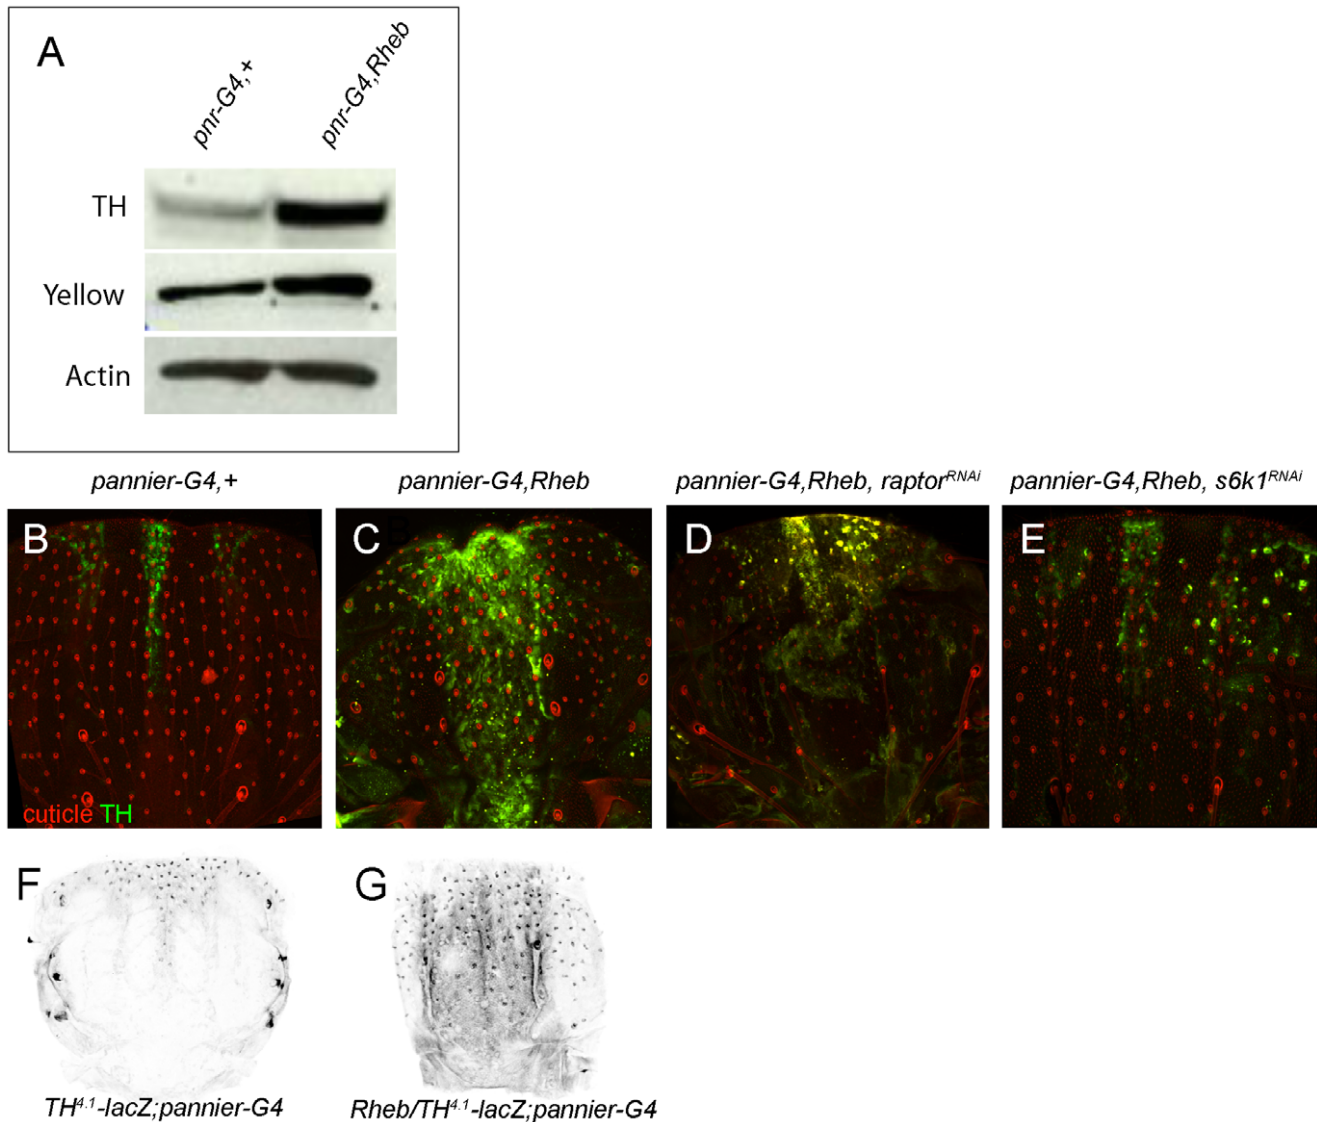 A
pnr-G4,+
pnr-G4,Rheb
TH
Yellow
Actin
pannier-G4,+
pannier-G4,Rheb
pannier-G4,Rheb, raptorRNAi
pannier-G4,Rheb, s6k1RNAi
B
C
D
E
cuticle TH
F
G
TH4.1-lacZ;pannier-G4
Rheb/TH4.1-lacZ;pannier-G4